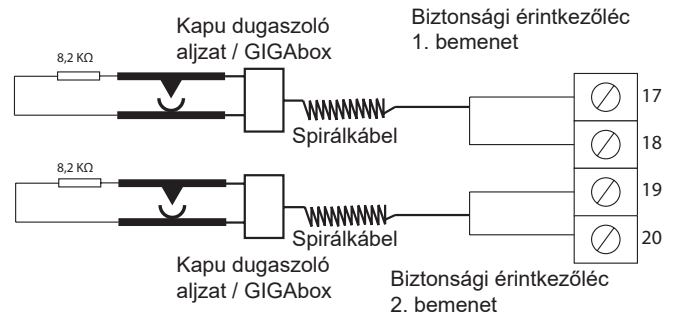 Kapu dugaszoló
aljzat / GIGAbox
Biztonsági érintkezőléc
1. bemenet
8,2 KΩ
Spirálkábel
17
18
8,2 KΩ
Spirálkábel
19
20
Kapu dugaszoló
aljzat / GIGAbox
Biztonsági érintkezőléc
2. bemenet